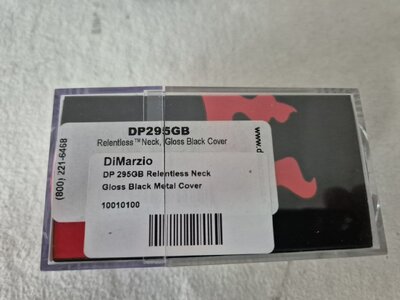 DP295GB
Relentless™ Neck, Gloss Black Cover
(800) 221-6468
www.d
DiMarzio
DP 295GB Relentless Neck
Gloss Black Metal Cover
10010100